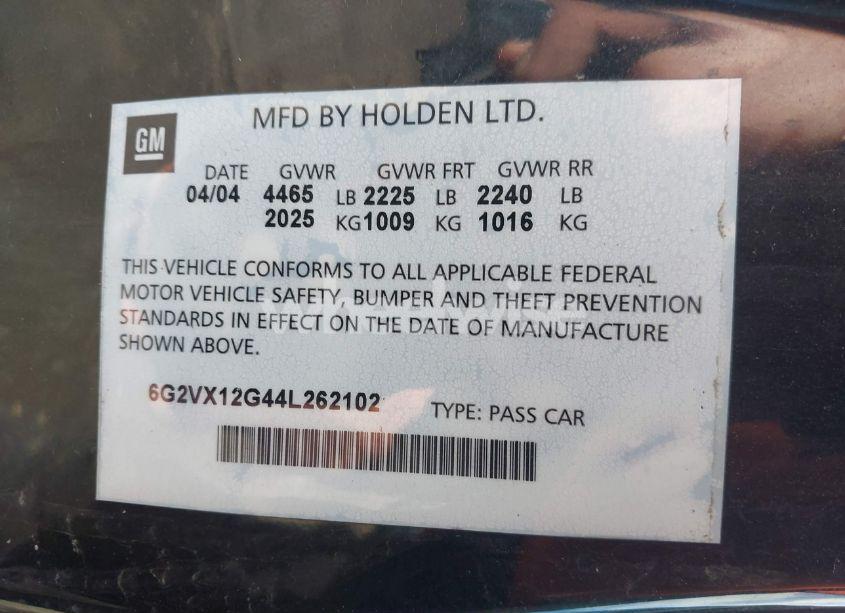 GM
MFD BY HOLDEN LTD.
DATE GVWR GVWR FRT GVWR RR
04/04 4465 LB 2225 LB 2240 LB
2025 KG 1009 KG 1016 KG
THIS VEHICLE CONFORMS TO ALL APPLICABLE FEDERAL
MOTOR VEHICLE SAFETY, BUMPER AND THEFT PREVENTION
STANDARDS IN EFFECT ON THE DATE OF MANUFACTURE
SHOWN ABOVE.
6G2VX12G44L262102 TYPE: PASS CAR